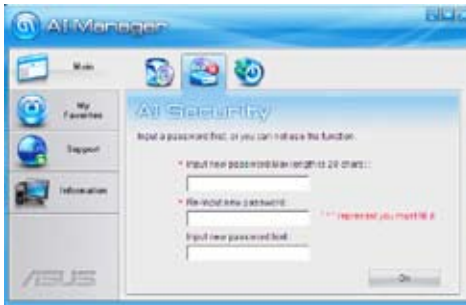 AI Manager
Main
My Favorites
Support
Information
AI Security
Input a password first, or you can not use the function.
* Input new password(Max length is 20 chars):
* Re-input new password:
"*" represent you must fill it
Input new password hint:
Ok
ASUS